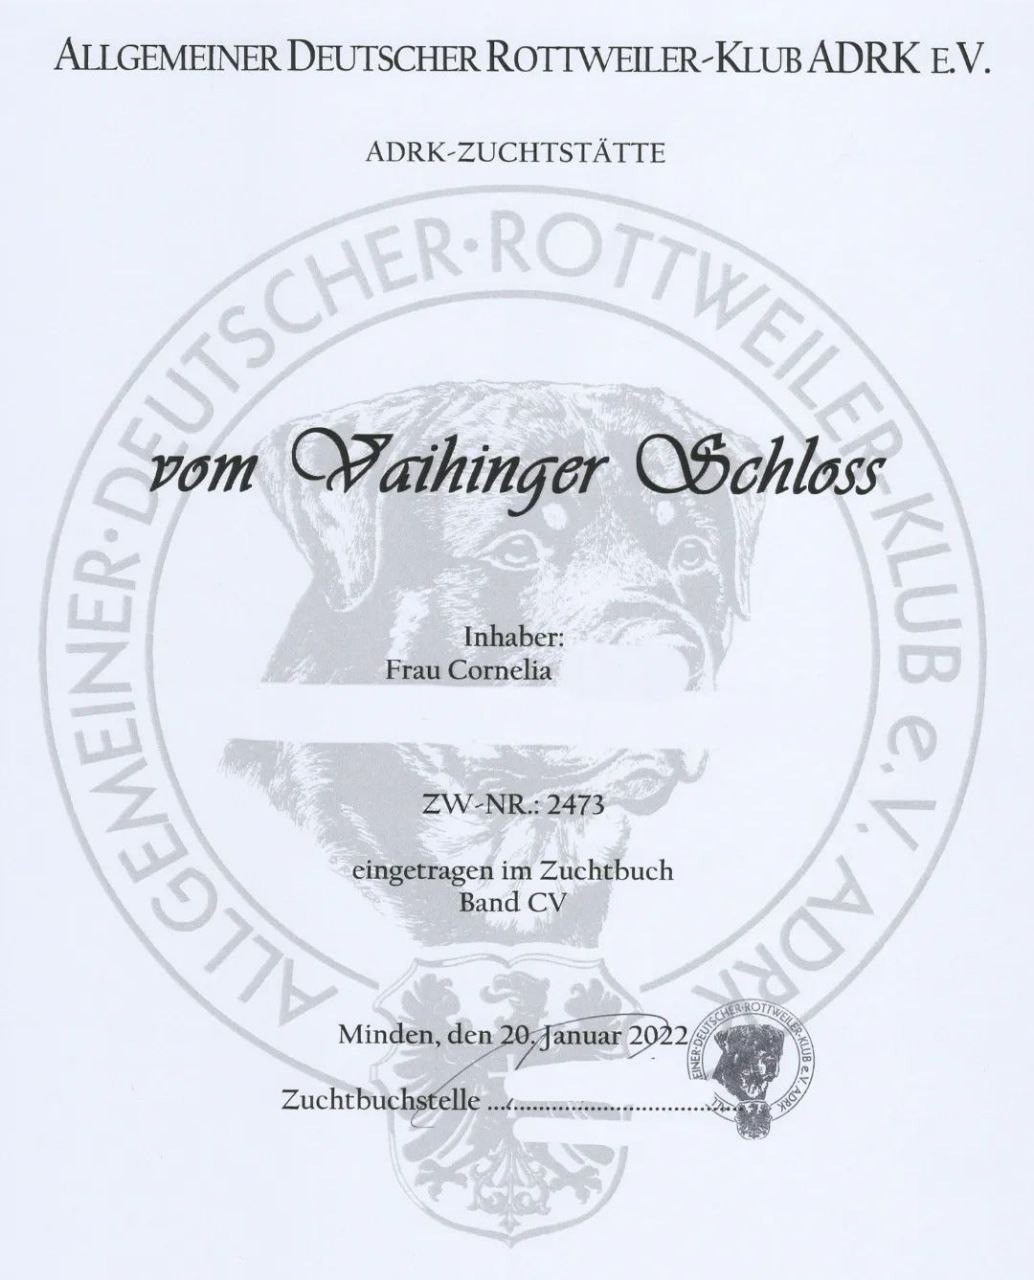 ALLGEMEINER DEUTSCHER ROTTWEILER-KLUB ADRK E.V.
ADRK-ZUCHTSTÄTTE
ALLGEMEINER·DEUTSCHER·ROTTWEILER-KLUB e.V. ADRK
vom Vaihinger Schloss
Inhaber:
Frau Cornelia
ZW-NR.: 2473
eingetragen im Zuchtbuch
Band CV
Minden, den 20. Januar 2022
Zuchtbuchstelle ....................................
ALLGEMEINER·DEUTSCHER·ROTTWEILER-KLUB e.V. ADRK